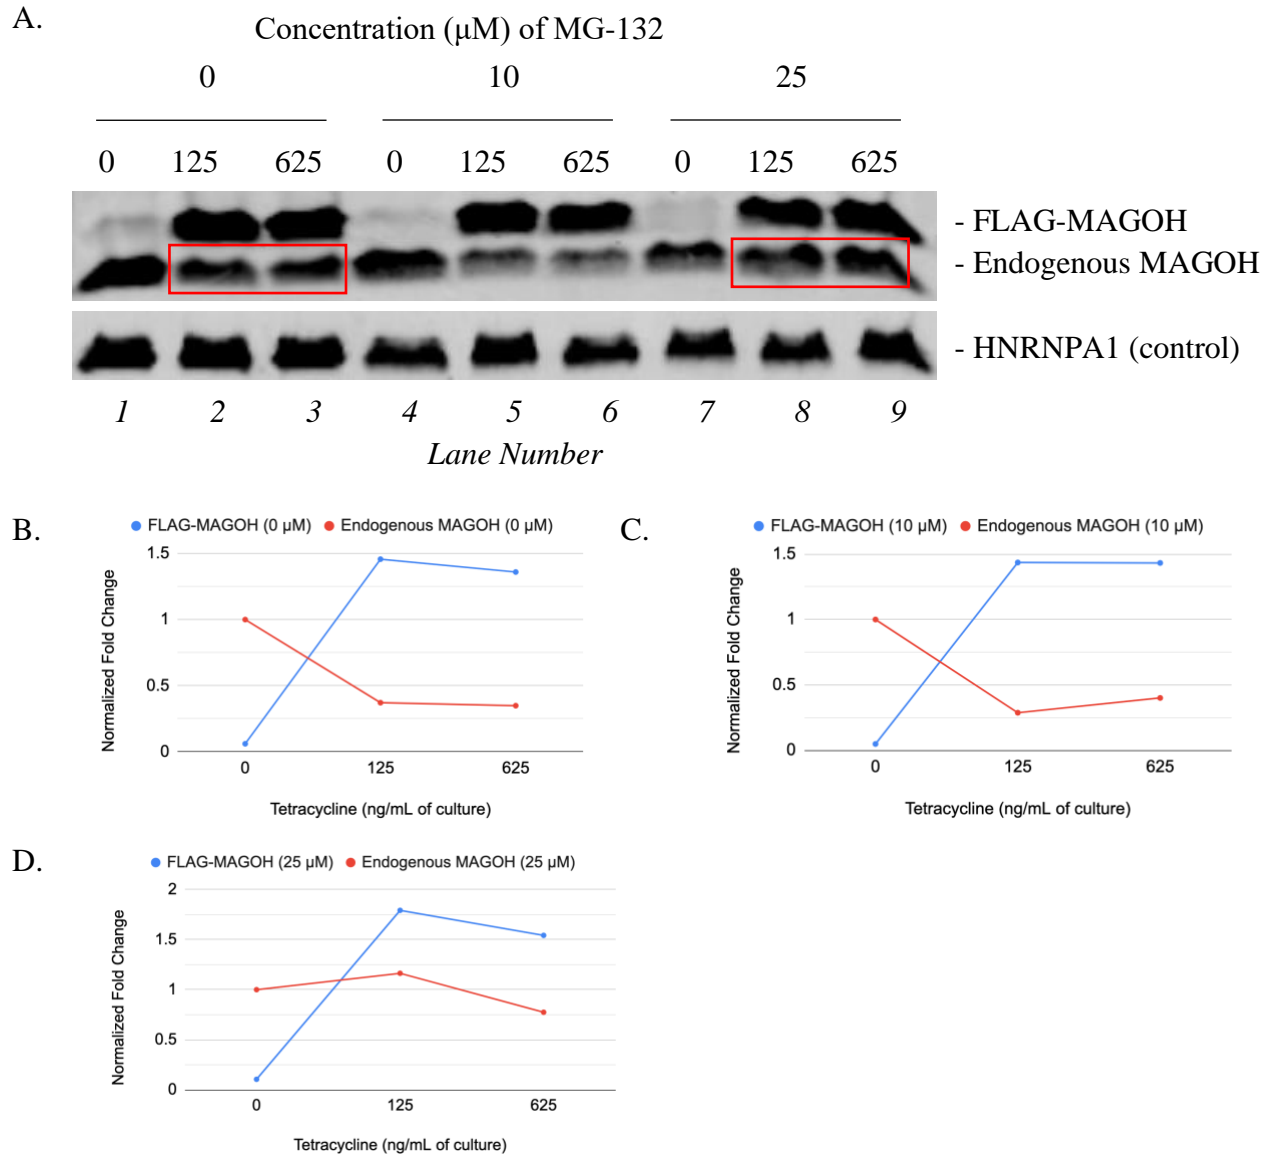 A.
Concentration (μM) of MG-132
0 10 25
0 125 625 0 125 625 0 125 625
- FLAG-MAGOH
- Endogenous MAGOH
- HNRNPA1 (control)
1 2 3 4 5 6 7 8 9
Lane Number
B.
FLAG-MAGOH (0 μM) Endogenous MAGOH (0 μM)
Normalized Fold Change
1.5
1
0.5
0
0 125 625
Tetracycline (ng/mL of culture)
C.
FLAG-MAGOH (10 μM) Endogenous MAGOH (10 μM)
Normalized Fold Change
1.5
1
0.5
0
0 125 625
Tetracycline (ng/mL of culture)
D.
FLAG-MAGOH (25 μM) Endogenous MAGOH (25 μM)
Normalized Fold Change
2
1.5
1
0.5
0
0 125 625
Tetracycline (ng/mL of culture)